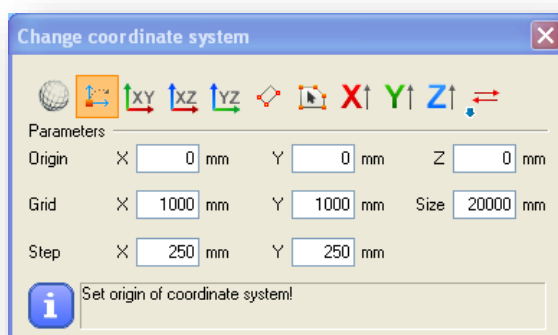 Change coordinate system
XY XZ YZ X Y Z
Parameters
Origin X 0 mm Y 0 mm Z 0 mm
Grid X 1000 mm Y 1000 mm Size 20000 mm
Step X 250 mm Y 250 mm
i Set origin of coordinate system!